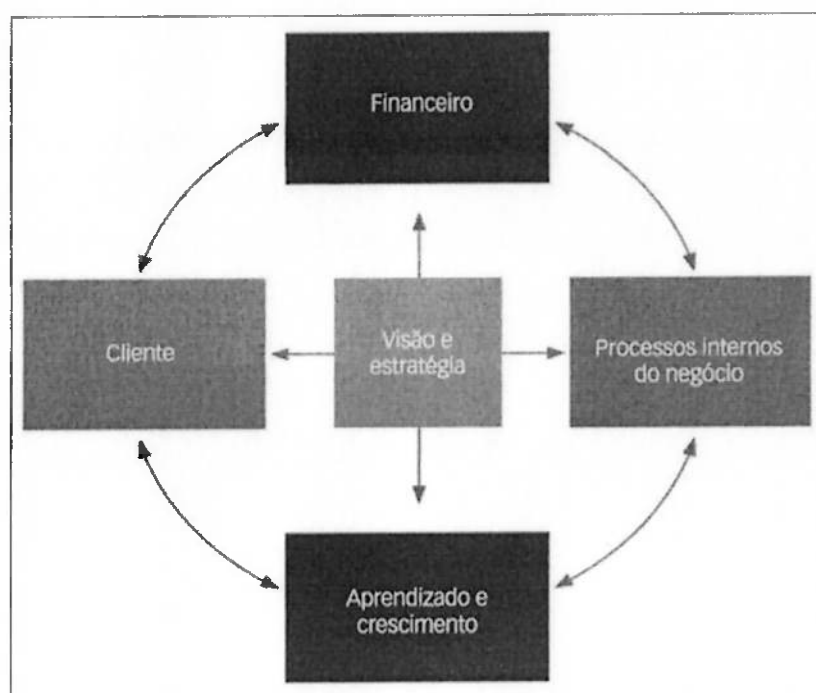 Financeiro
Cliente
Visão e
estratégia
Processos internos
do negócio
Aprendizado e
crescimento